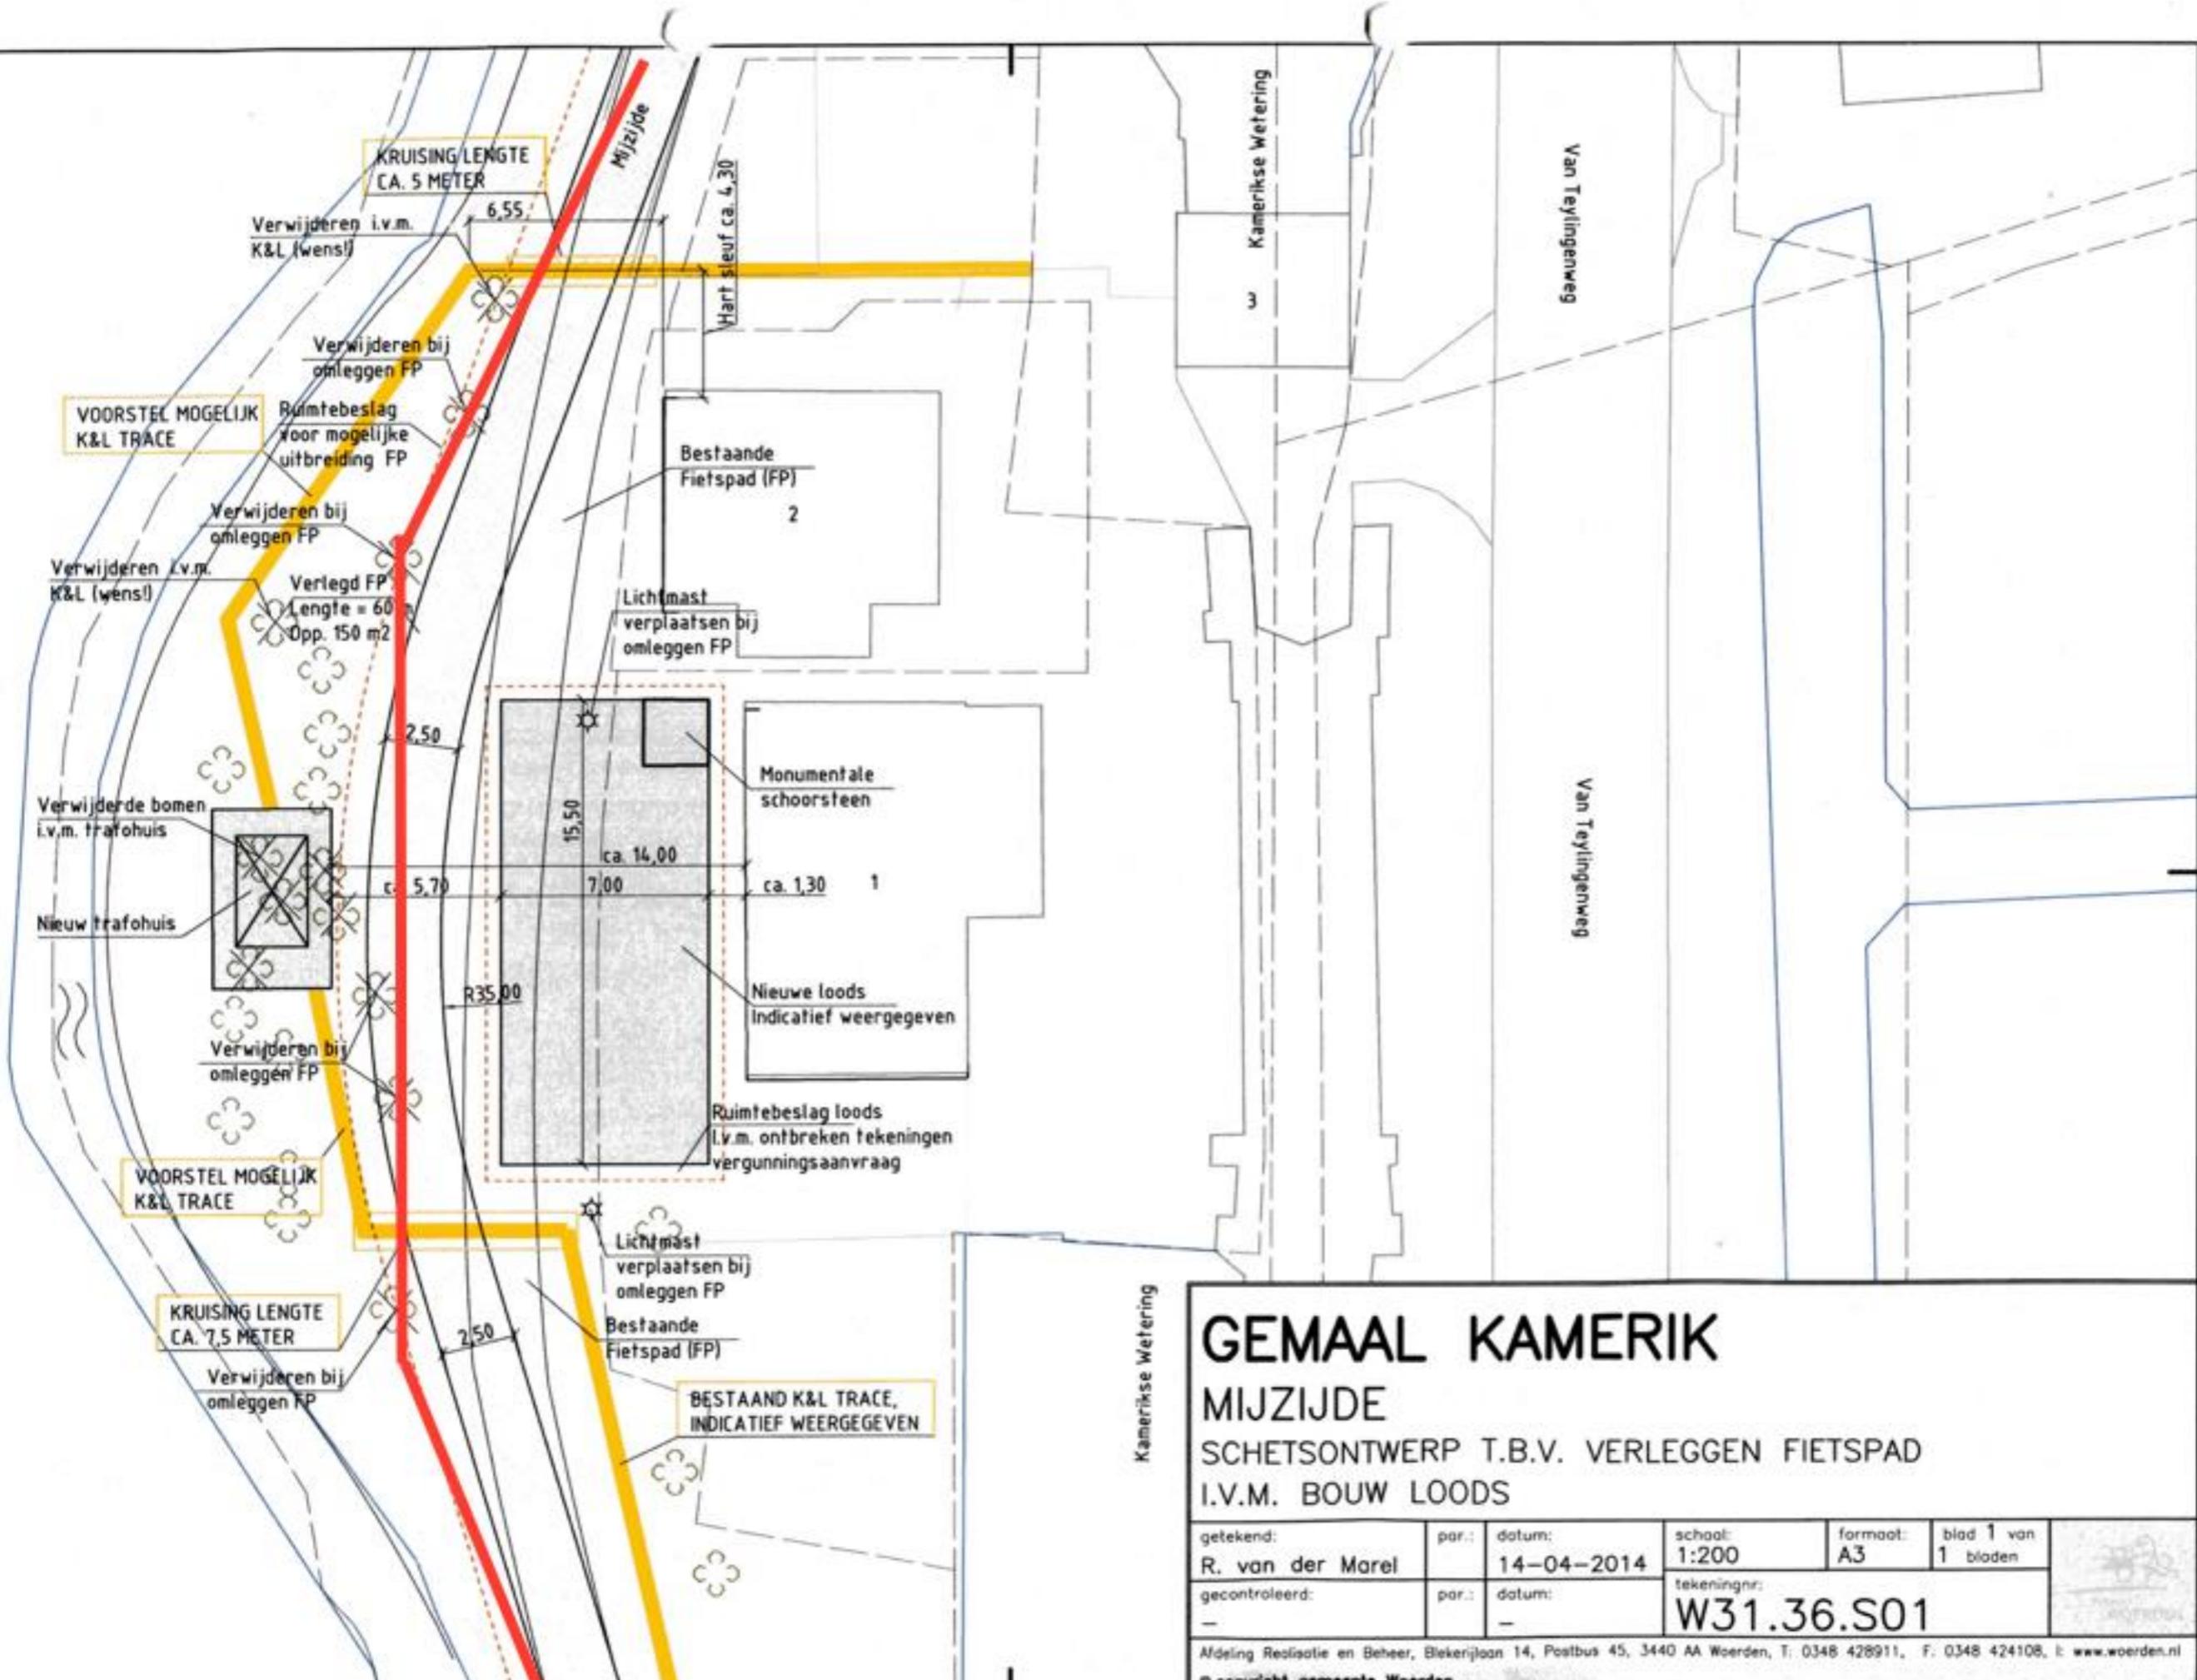 Mijzijde
KRUISING LENGTE
CA. 5 METER
6,55
Verwijderen i.v.m.
K&L (wens!)
Hart sleuf ca. 4,30
Kamerikse Wetering
3
Van Teylingenweg
Verwijderen bij
omleggen FP
VOORSTEL MOGELIJK
K&L TRACE
Ruimtebeslag
voor mogelijke
uitbreiding FP
Bestaande
Fietspad (FP)
2
Verwijderen bij
omleggen FP
Verwijderen i.v.m.
K&L (wens!)
Verlegd FP
Lengte = 60 m
Opp. 150 m2
Lichtmast
verplaatsen bij
omleggen FP
2,50
Monumentale
schoorsteen
15,50
Van Teylingenweg
Verwijderde bomen
i.v.m. trafohuis
ca. 14,00
ca. 5,70
7,00
ca. 1,30
1
Nieuw trafohuis
R35,00
Nieuwe loods
Indicatief weergegeven
Verwijderen bij
omleggen FP
Ruimtebeslag loods
I.v.m. ontbreken tekeningen
vergunningsaanvraag
VOORSTEL MOGELIJK
K&L TRACE
Lichtmast
verplaatsen bij
omleggen FP
KRUISING LENGTE
CA. 7,5 METER
2,50
Bestaande
Fietspad (FP)
Verwijderen bij
omleggen FP
BESTAAND K&L TRACE,
INDICATIEF WEERGEGEVEN
Kamerikse Wetering
GEMAAL KAMERIK
MIJZIJDE
SCHETSONTWERP T.B.V. VERLEGGEN FIETSPAD
I.V.M. BOUW LOODS
getekend: par.: datum: schaal: formaat: blad 1 van
R. van der Marel 14-04-2014 1:200 A3 1 bladen
gecontroleerd: par.: datum: tekeningnr:
- - W31.36.S01
Afdeling Realisatie en Beheer, Blekerijlaan 14, Postbus 45, 3440 AA Woerden, T: 0348 428911, F: 0348 424108, I: www.woerden.nl
© copyright gemeente Woerden